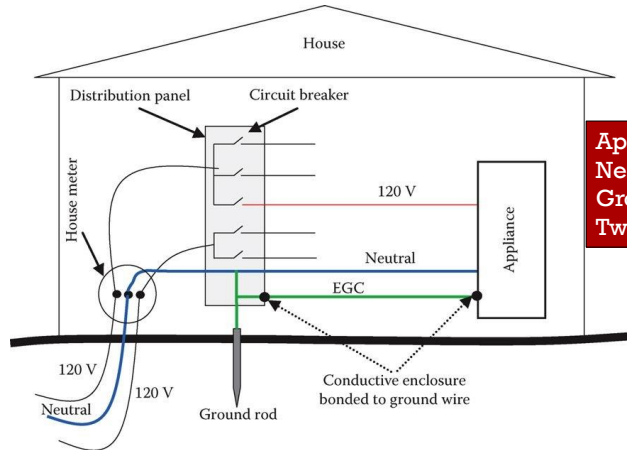 House
Distribution panel
Circuit breaker
House meter
120 V
Appliance
Neutral
EGC
120 V
120 V
Neutral
Ground rod
Conductive enclosure
bonded to ground wire
Ap
Ne
Gr
Tw